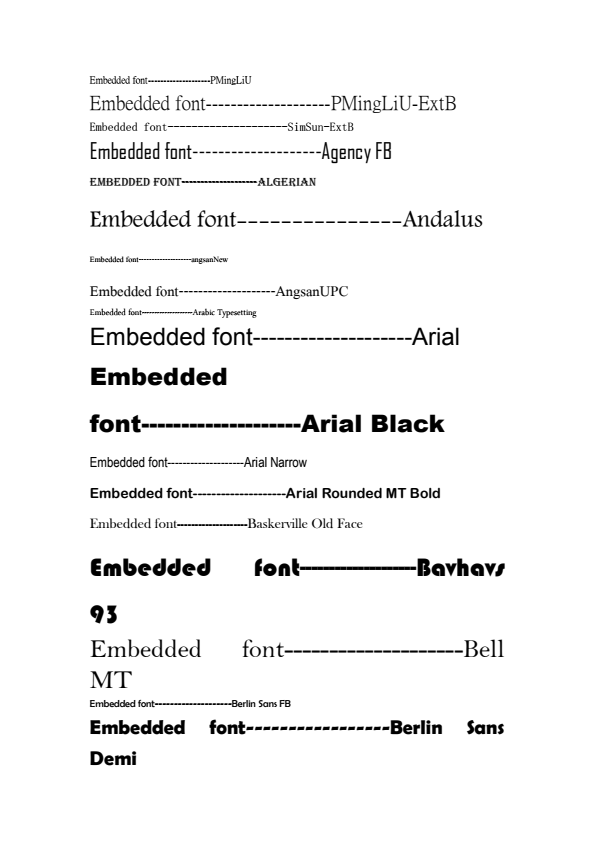 Embedded font--------------------PMingLiU
Embedded font--------------------PMingLiU-ExtB
Embedded font--------------------SimSun-ExtB
Embedded font--------------------Agency FB
EMBEDDED FONT--------------------ALGERIAN
Embedded font---------------Andalus
Embedded font--------------------angsanNew
Embedded font--------------------AngsanUPC
Embedded font--------------------Arabic Typesetting
Embedded font--------------------Arial
Embedded
font--------------------Arial Black
Embedded font--------------------Arial Narrow
Embedded font--------------------Arial Rounded MT Bold
Embedded font--------------------Baskerville Old Face
Embedded font--------------------Bavhavs
93
Embedded font--------------------Bell
MT
Embedded font--------------------Berlin Sans FB
Embedded font-----------------Berlin Sans
Demi